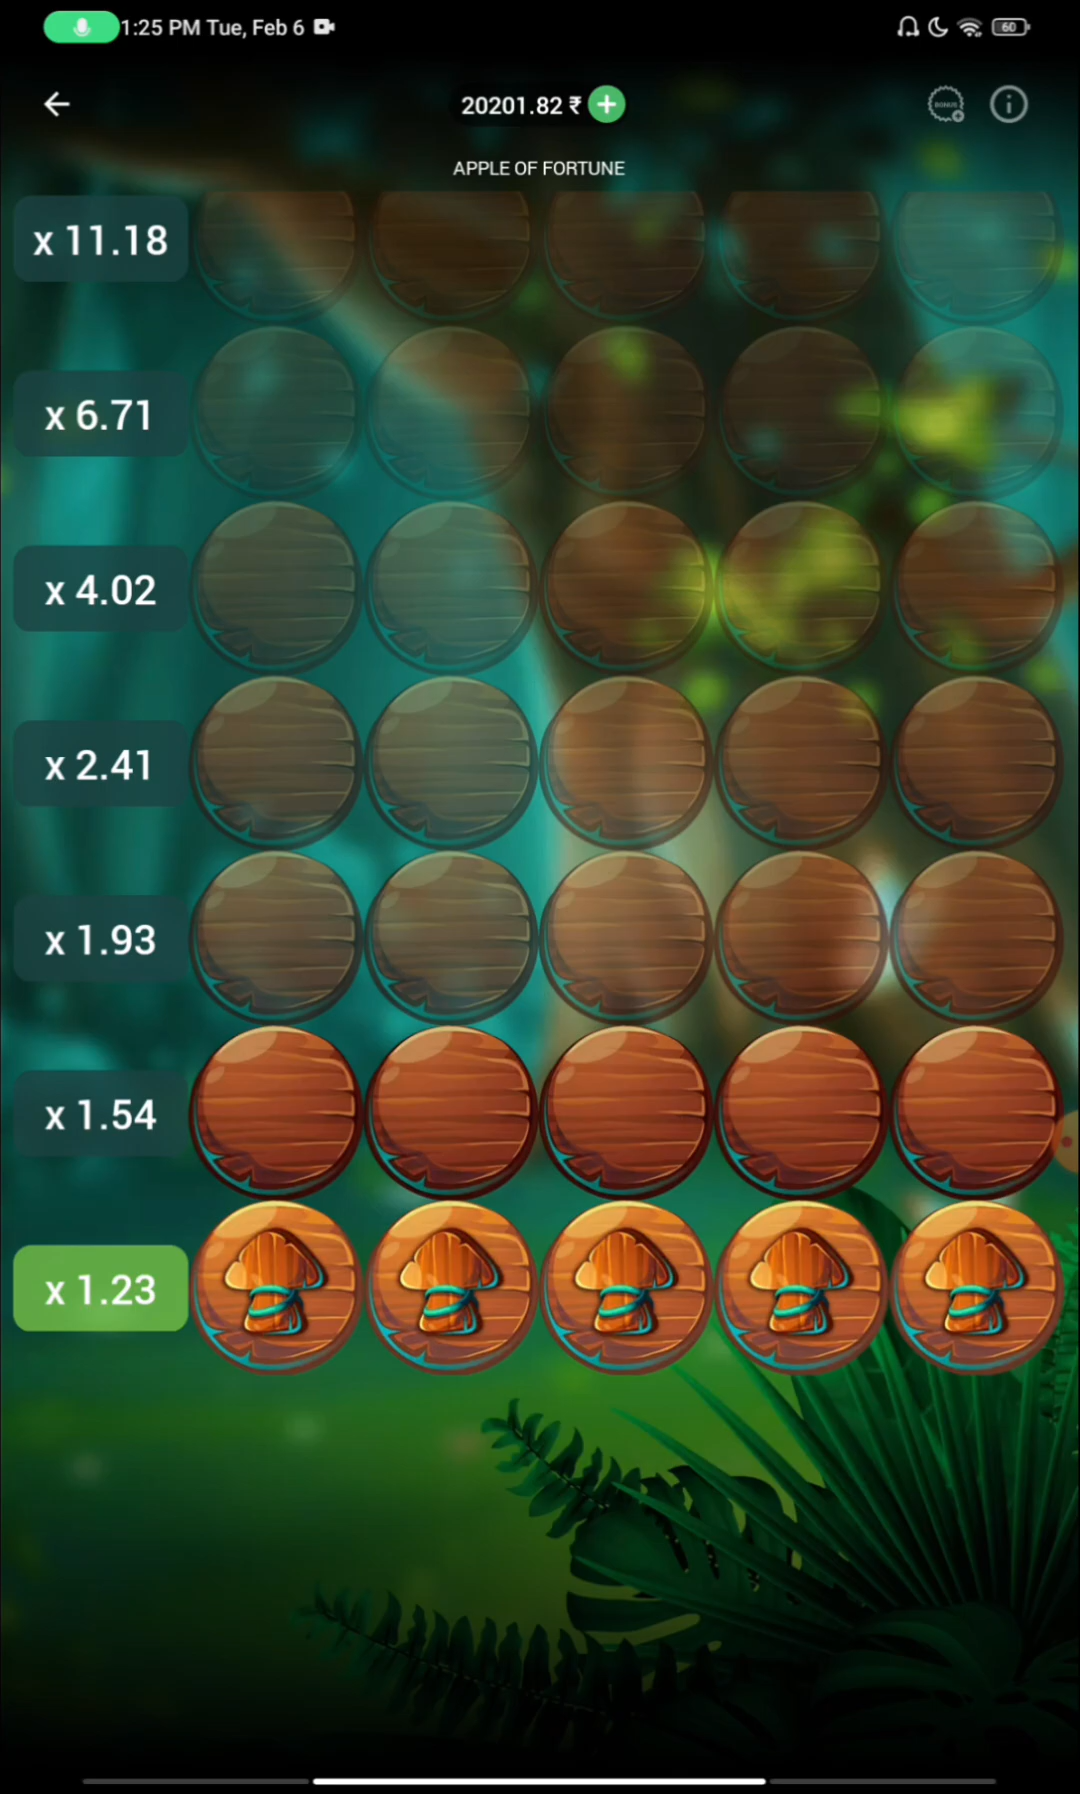 1:25 PM Tue, Feb 6
60
20201.82 ₹
BONUS
APPLE OF FORTUNE
x 11.18
x 6.71
x 4.02
x 2.41
x 1.93
x 1.54
x 1.23